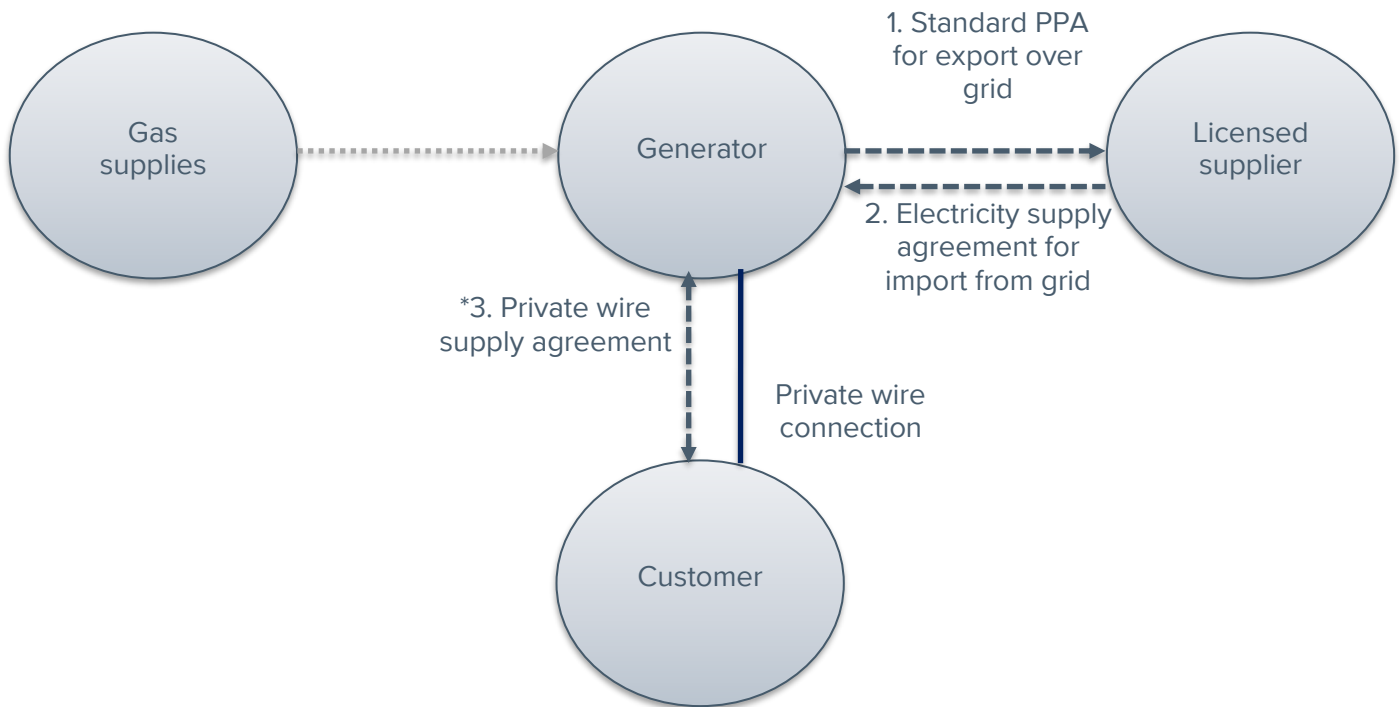 1. Standard PPA
for export over
grid
Gas
supplies
Generator
Licensed
supplier
2. Electricity supply
agreement for
import from grid
*3. Private wire
supply agreement
Private wire
connection
Customer